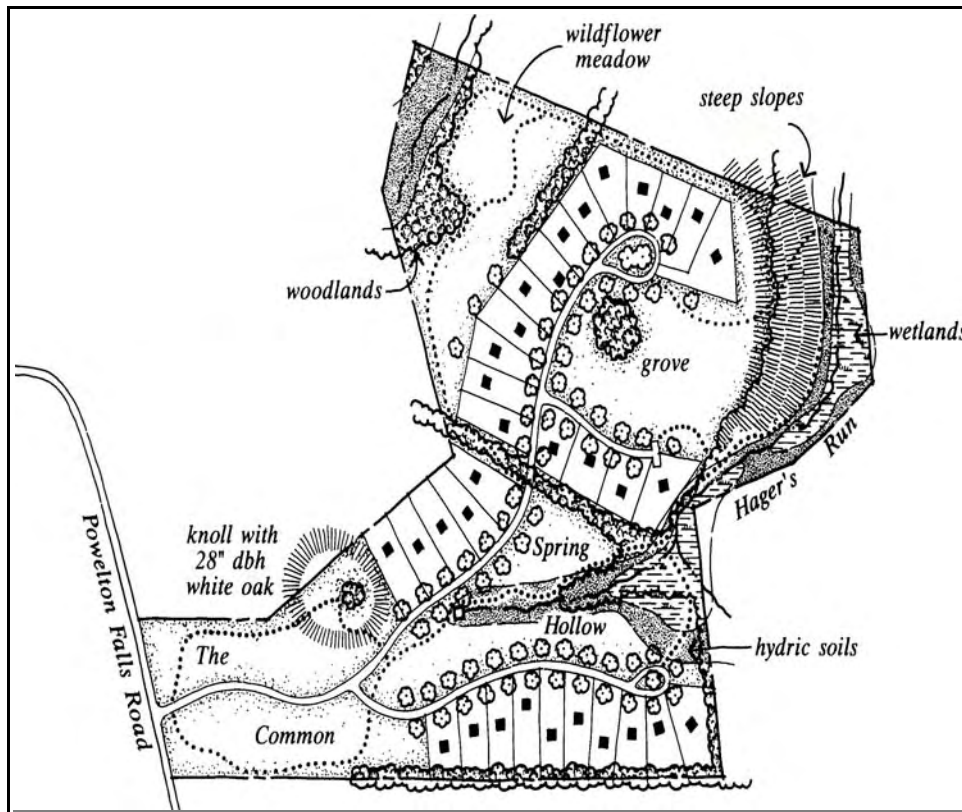 wildflower
meadow
steep slopes
woodlands
wetlands
grove
Hager's
Run
knoll with
28" dbh
white oak
Spring
Hollow
hydric soils
The
Common
Powelton Falls Road